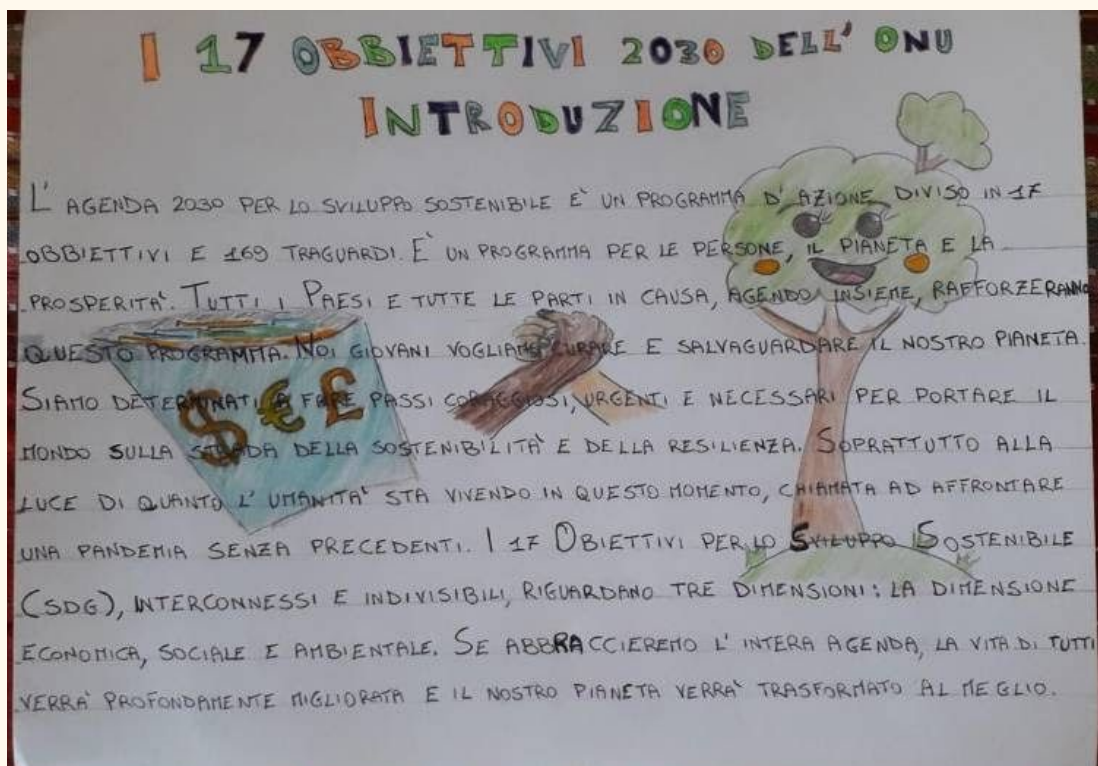 I 17 OBBIETTIVI 2030 DELL' ONU
INTRODUZIONE
L' AGENDA 2030 PER LO SVILUPPO SOSTENIBILE E' UN PROGRAMMA D' AZIONE DIVISO IN 17
OBBIETTIVI E 169 TRAGUARDI. E' UN PROGRAMMA PER LE PERSONE, IL PIANETA E LA
PROSPERITA'. TUTTI I PAESI E TUTTE LE PARTI IN CAUSA, AGENDO INSIEME, RAFFORZERANNO
QUESTO PROGRAMMA. NOI GIOVANI VOGLIAMO CURARE E SALVAGUARDARE IL NOSTRO PIANETA.
SIAMO DETERMINATI A FARE PASSI CORAGGIOSI, URGENTI E NECESSARI PER PORTARE IL
MONDO SULLA STRADA DELLA SOSTENIBILITA' E DELLA RESILIENZA. SOPRATTUTTO ALLA
LUCE DI QUANTO L' UMANITA' STA VIVENDO IN QUESTO MOMENTO, CHIAMATA AD AFFRONTARE
UNA PANDEMIA SENZA PRECEDENTI. I 17 OBIETTIVI PER LO SVILUPPO SOSTENIBILE
(SDG), INTERCONNESSI E INDIVISIBILI, RIGUARDANO TRE DIMENSIONI: LA DIMENSIONE
ECONOMICA, SOCIALE E AMBIENTALE. SE ABBRACCIEREMO L' INTERA AGENDA, LA VITA DI TUTTI
VERRA' PROFONDAMENTE MIGLIORATA E IL NOSTRO PIANETA VERRA' TRASFORMATO AL MEGLIO.
$ € £